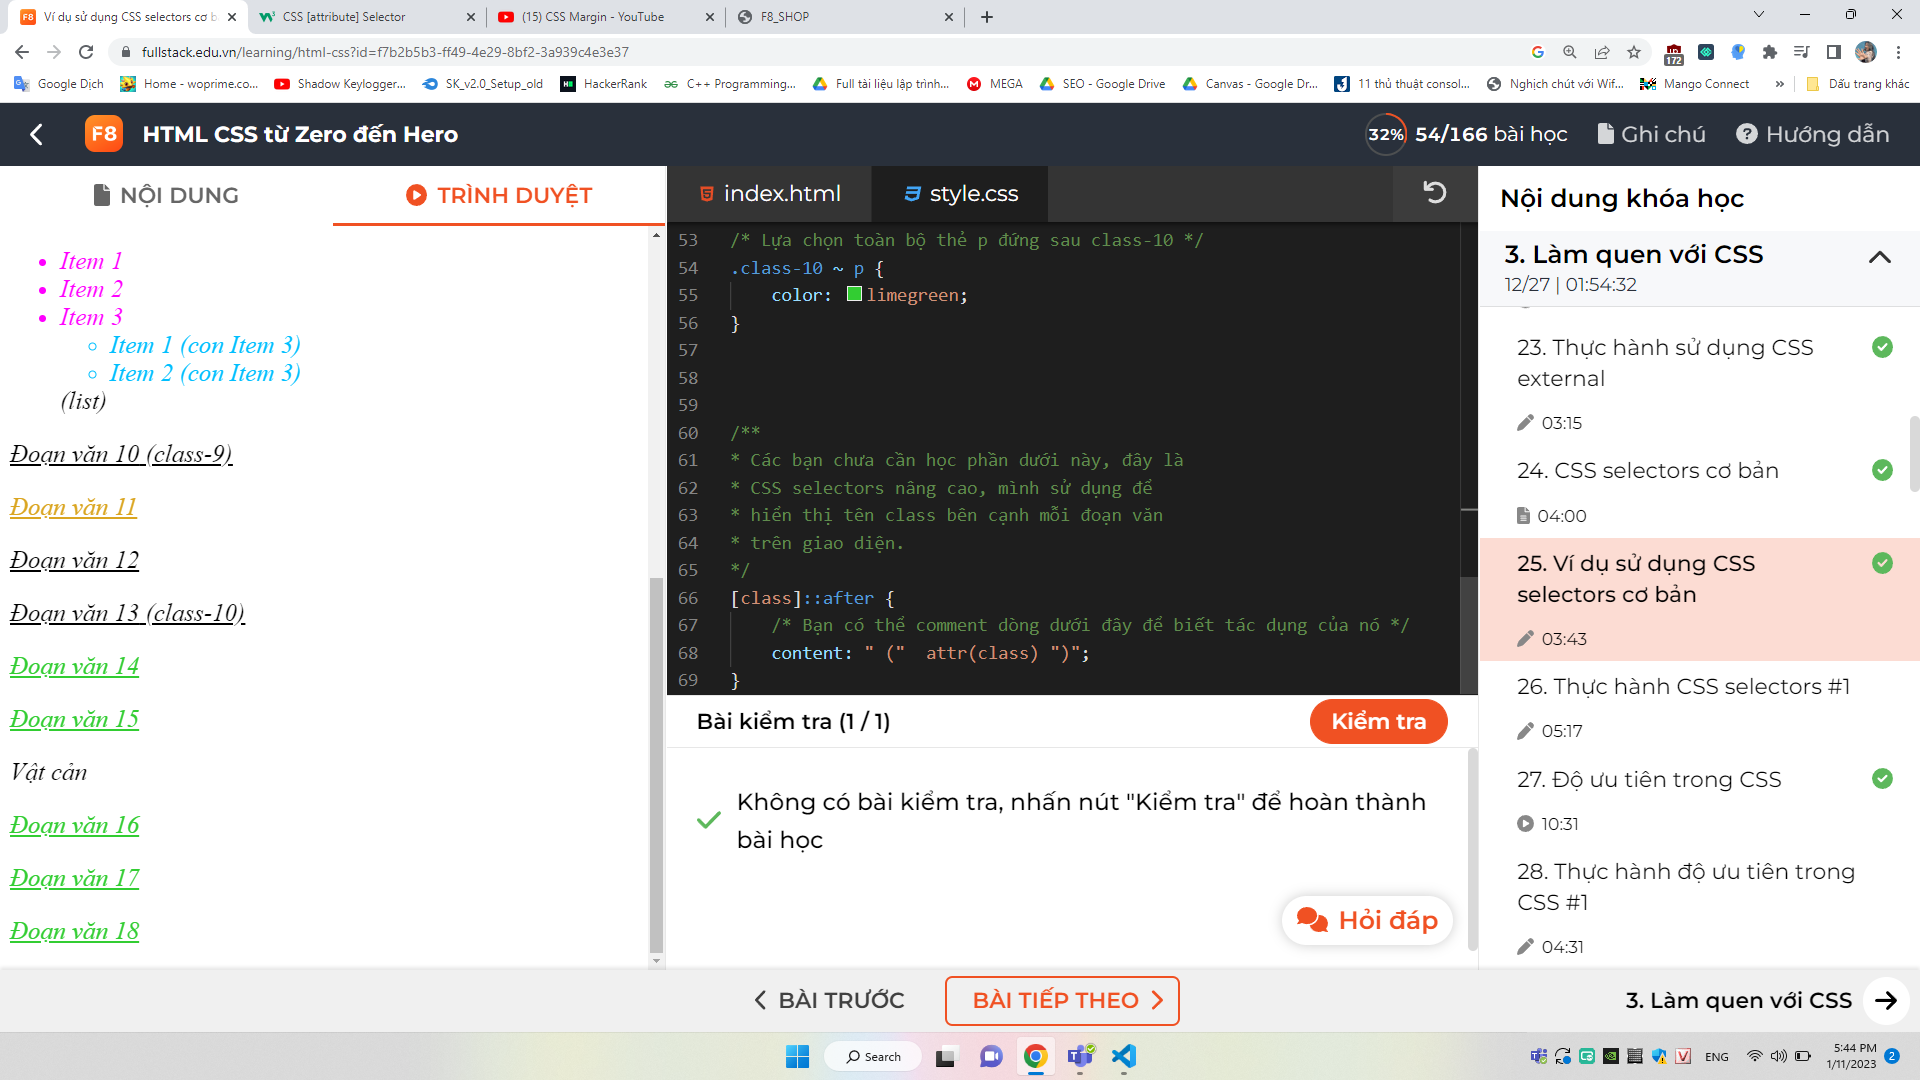 Ví dụ sử dụng CSS selectors cơ b
CSS [attribute] Selector
(15) CSS Margin - YouTube
F8_SHOP
fullstack.edu.vn/learning/html-css?id=f7b2b5b3-ff49-4e29-8bf2-3a939c4e3e37
172
Google Dịch
Home - woprime.co...
Shadow Keylogger...
SK_v2.0_Setup_old
HackerRank
C++ Programming...
Full tài liệu lập trình...
MEGA
SEO - Google Drive
Canvas - Google Dr...
11 thủ thuật consol...
Nghịch chút với Wif...
Mango Connect
»
Dấu trang khác
F8
HTML CSS từ Zero đến Hero
32%
54/166 bài học
Ghi chú
Hướng dẫn
NỘI DUNG
TRÌNH DUYỆT
Item 1
Item 2
Item 3
Item 1 (con Item 3)
Item 2 (con Item 3)
(list)
Đoạn văn 10 (class-9)
Đoạn văn 11
Đoạn văn 12
Đoạn văn 13 (class-10)
Đoạn văn 14
Đoạn văn 15
Vật cản
Đoạn văn 16
Đoạn văn 17
Đoạn văn 18
index.html
style.css
53 /* Lựa chọn toàn bộ thẻ p đứng sau class-10 */
54 .class-10 ~ p {
55 color: limegreen;
56 }
57
58
59
60 /**
61 * Các bạn chưa cần học phần dưới này, đây là
62 * CSS selectors nâng cao, mình sử dụng để
63 * hiển thị tên class bên cạnh mỗi đoạn văn
64 * trên giao diện.
65 */
66 [class]::after {
67 /* Bạn có thể comment dòng dưới đây để biết tác dụng của nó */
68 content: " ("  attr(class) ")";
69 }
Bài kiểm tra (1 / 1)
Kiểm tra
Không có bài kiểm tra, nhấn nút "Kiểm tra" để hoàn thành
bài học
Hỏi đáp
Nội dung khóa học
3. Làm quen với CSS
12/27 | 01:54:32
23. Thực hành sử dụng CSS
external
03:15
24. CSS selectors cơ bản
04:00
25. Ví dụ sử dụng CSS
selectors cơ bản
03:43
26. Thực hành CSS selectors #1
05:17
27. Độ ưu tiên trong CSS
10:31
28. Thực hành độ ưu tiên trong
CSS #1
04:31
BÀI TRƯỚC
BÀI TIẾP THEO
3. Làm quen với CSS
Search
ENG
5:44 PM
1/11/2023
2